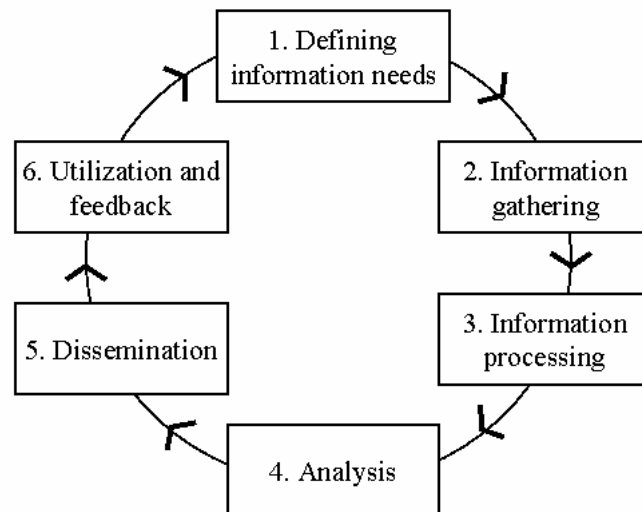 1. Defining
information needs
2. Information
gathering
3. Information
processing
4. Analysis
5. Dissemination
6. Utilization and
feedback